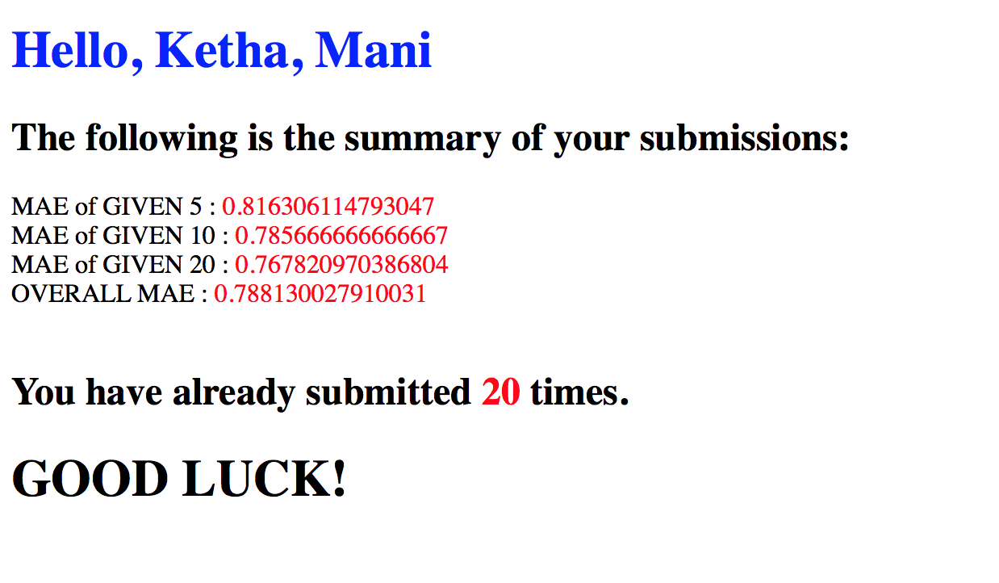 Hello, Ketha, Mani
The following is the summary of your submissions:
MAE of GIVEN 5 : 0.816306114793047
MAE of GIVEN 10 : 0.785666666666667
MAE of GIVEN 20 : 0.767820970386804
OVERALL MAE : 0.788130027910031
You have already submitted 20 times.
GOOD LUCK!